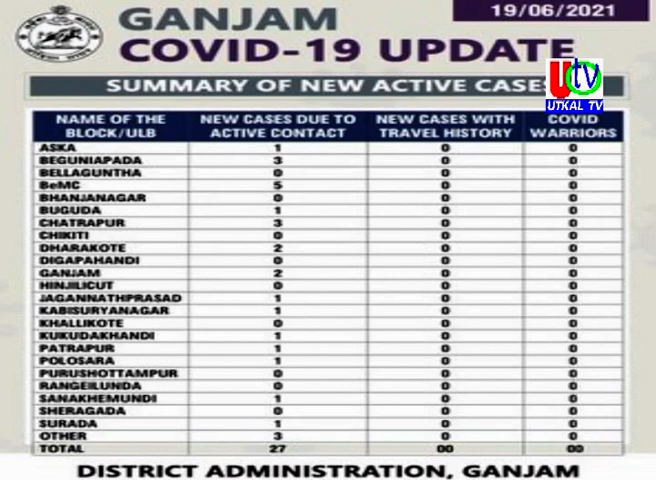 19/06/2021
GANJAM
COVID-19 UPDATE
SUMMARY OF NEW ACTIVE CASES
UTV
UTKAL TV
NAME OF THE BLOCK/ULB NEW CASES DUE TO ACTIVE CONTACT NEW CASES WITH TRAVEL HISTORY COVID WARRIORS
ASKA 1 0 0
BEGUNIAPADA 3 0 0
BELLAGUNTHA 0 0 0
BeMC 5 0 0
BHANJANAGAR 0 0 0
BUGUDA 1 0 0
CHATRAPUR 3 0 0
CHIKITI 0 0 0
DHARAKOTE 2 0 0
DIGAPAHANDI 0 0 0
GANJAM 2 0 0
HINJILICUT 0 0 0
JAGANNATHPRASAD 1 0 0
KABISURYANAGAR 1 0 0
KHALLIKOTE 0 0 0
KUKUDAKHANDI 1 0 0
PATRAPUR 1 0 0
POLOSARA 1 0 0
PURUSHOTTAMPUR 0 0 0
RANGEILUNDA 0 0 0
SANAKHEMUNDI 1 0 0
SHERAGADA 0 0 0
SURADA 1 0 0
OTHER 3 0 0
TOTAL 27 00 00
DISTRICT ADMINISTRATION, GANJAM